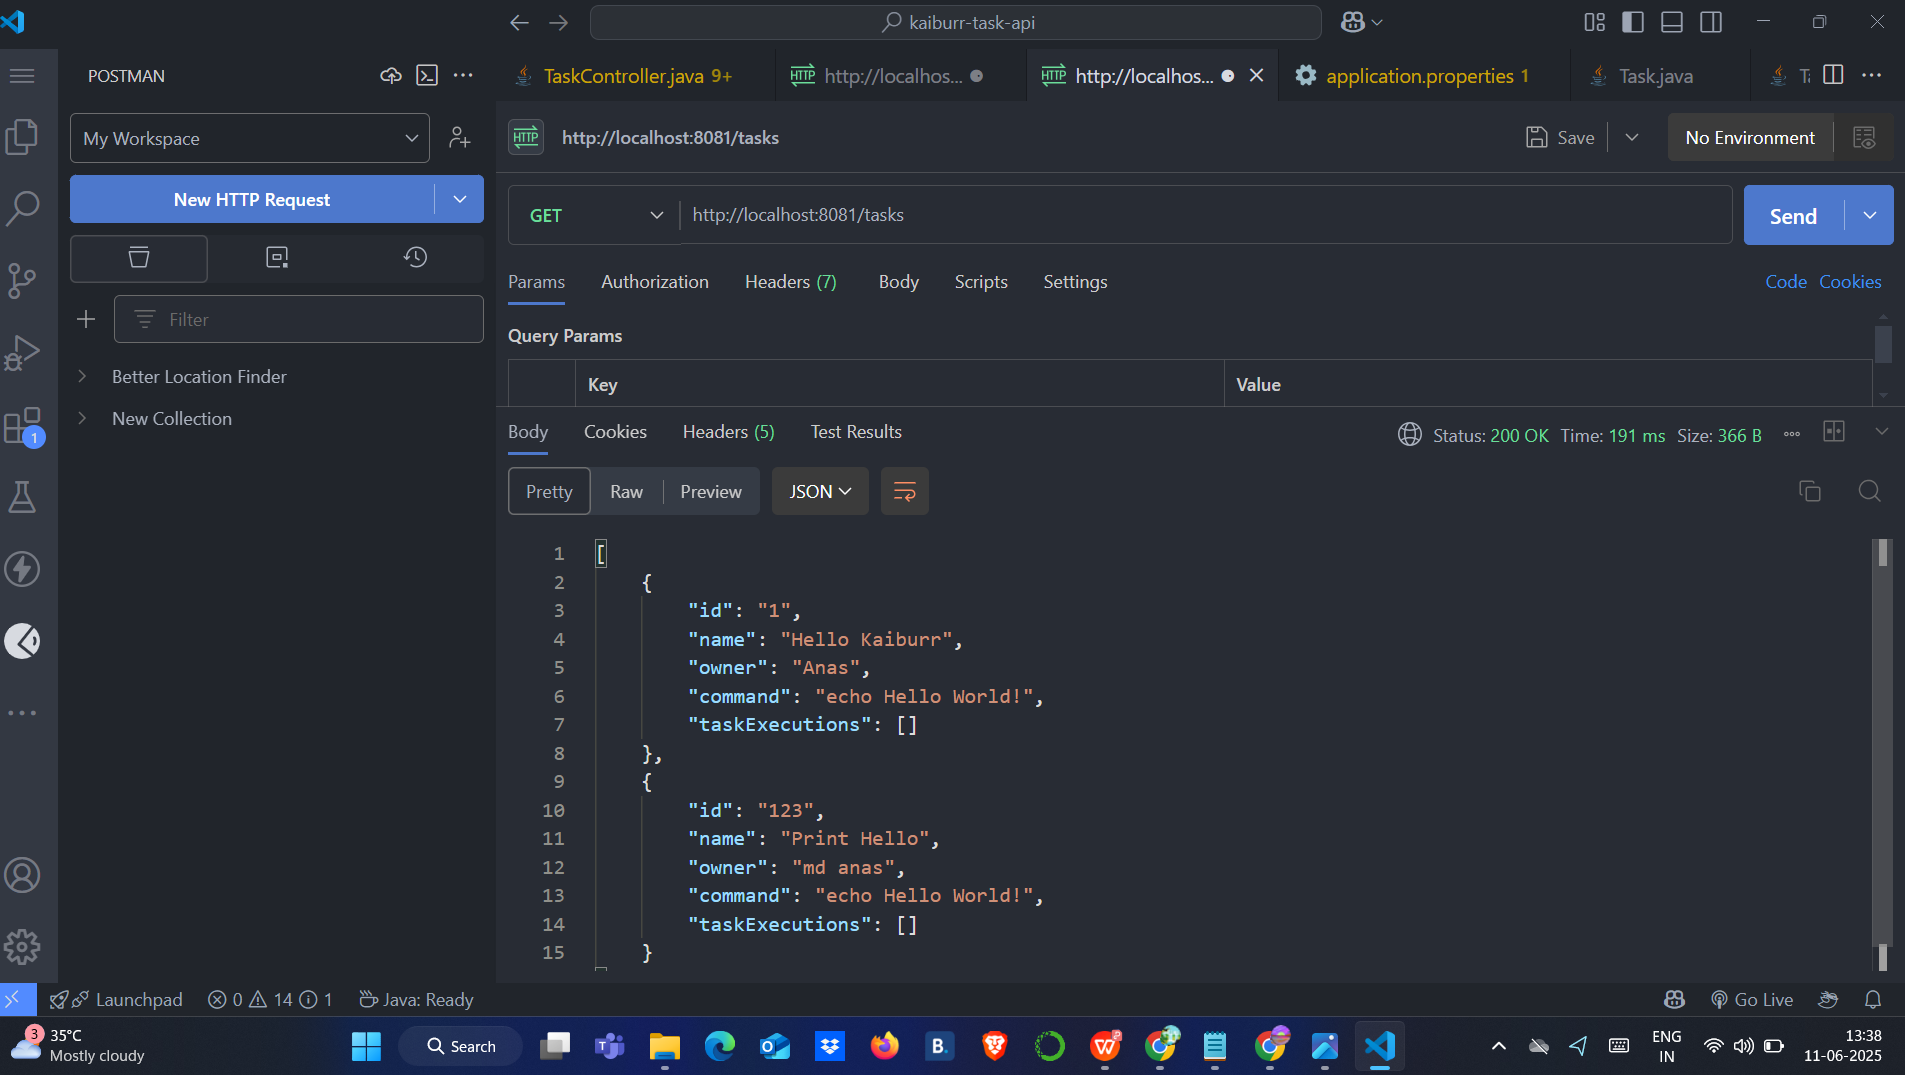 kaiburr-task-api
POSTMAN
TaskController.java 9+
http://localhos...
http://localhos...
application.properties 1
Task.java
My Workspace
http://localhost:8081/tasks
Save
No Environment
New HTTP Request
GET
http://localhost:8081/tasks
Send
Params
Authorization
Headers (7)
Body
Scripts
Settings
Code
Cookies
Filter
Query Params
Better Location Finder
Key
Value
New Collection
1
Body
Cookies
Headers (5)
Test Results
Status: 200 OK Time: 191 ms Size: 366 B
Pretty
Raw
Preview
JSON
1 [
2 {
3 "id": "1",
4 "name": "Hello Kaiburr",
5 "owner": "Anas",
6 "command": "echo Hello World!",
7 "taskExecutions": []
8 },
9 {
10 "id": "123",
11 "name": "Print Hello",
12 "owner": "md anas",
13 "command": "echo Hello World!",
14 "taskExecutions": []
15 }
Launchpad
0
14
1
Java: Ready
Go Live
3
35°C
Mostly cloudy
Search
ENG
IN
13:38
11-06-2025